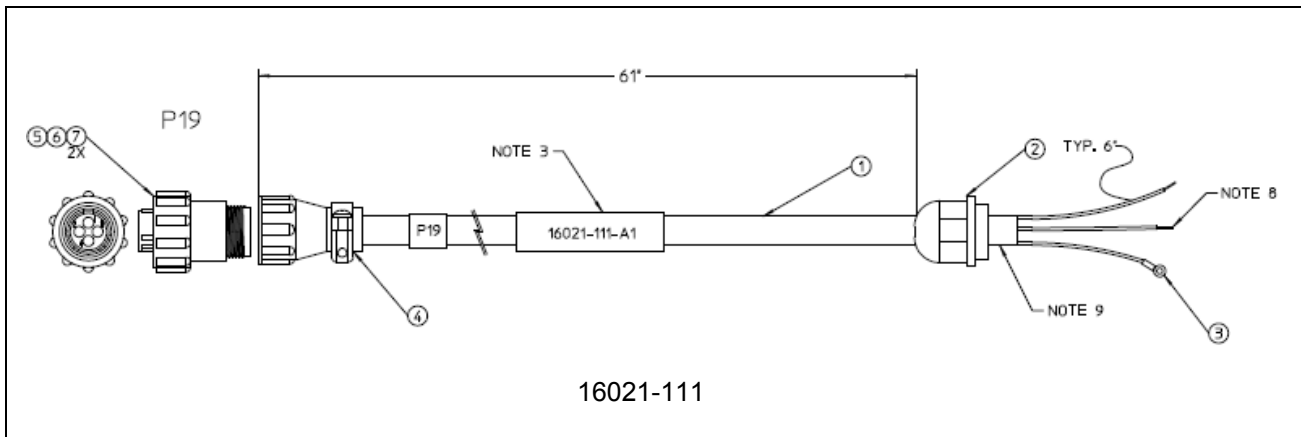 61"
P19
5 6 7
2X
NOTE 3
1
2
TYP. 6"
NOTE 8
P19
16021-111-A1
4
NOTE 9
3
16021-111